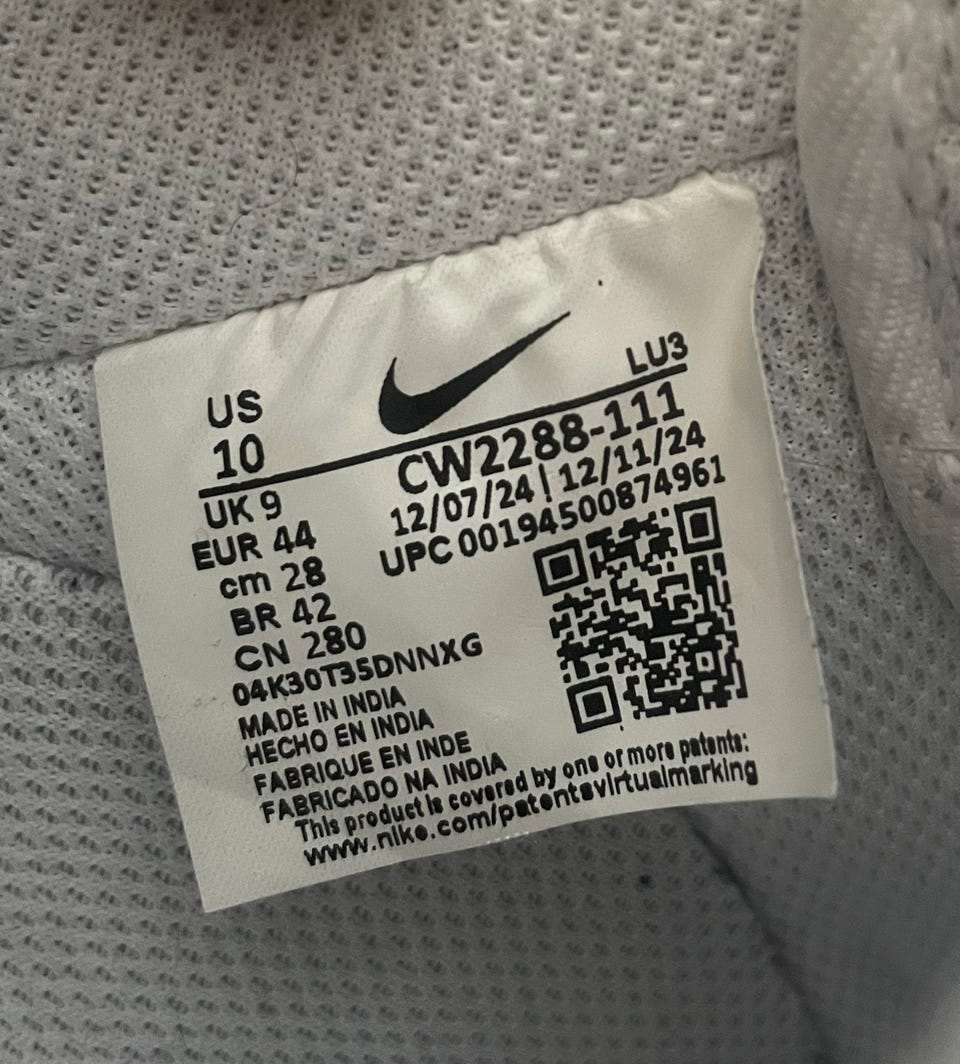 US
10
LU3
CW2288-111
12/07/24 | 12/11/24
UPC 00194500874961
UK 9
EUR 44
cm 28
BR 42
CN 280
04K30T35DNNXG
MADE IN INDIA
HECHO EN INDIA
FABRIQUE EN INDE
FABRICADO NA INDIA
This product is covered by one or more patents:
www.nike.com/patentsvirtualmarking